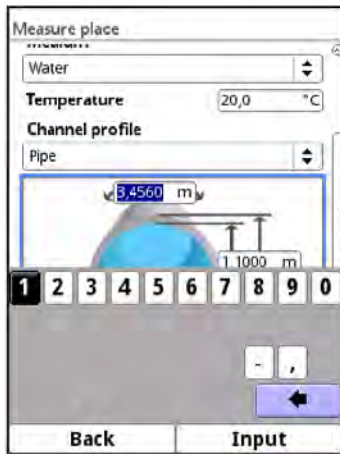 Measure place
Medium
Water
Temperature 20,0 °C
Channel profile
Pipe
3,4560 m
1,1000 m
1 2 3 4 5 6 7 8 9 0
- ,
Back Input